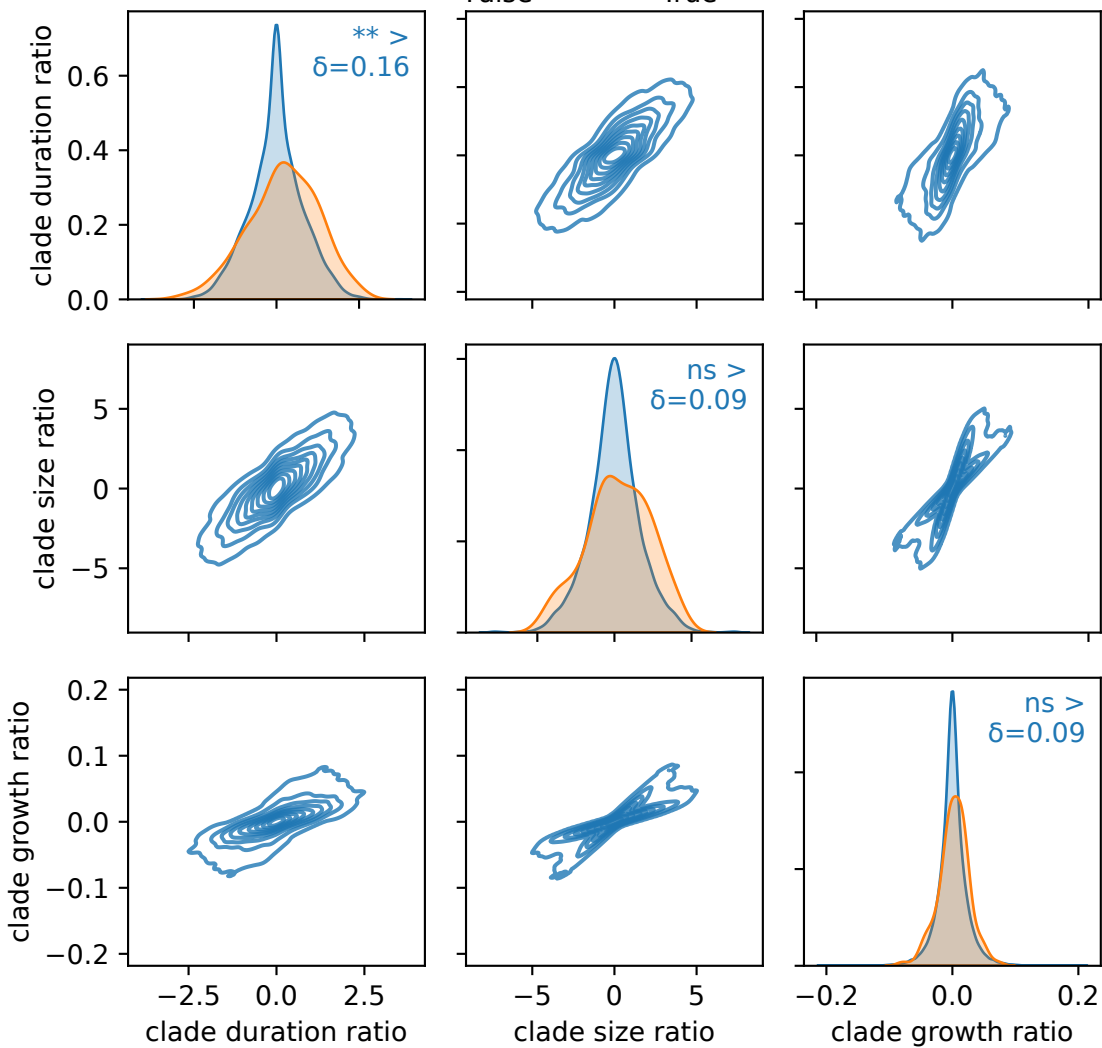 clade duration ratio
0.6
0.4
0.2
0.0
** >
δ=0.16
clade size ratio
5
0
−5
ns >
δ=0.09
clade growth ratio
0.2
0.1
0.0
−0.1
−0.2
ns >
δ=0.09
−2.5 0.0 2.5
−5 0 5
−0.2 0.0 0.2
clade duration ratio
clade size ratio
clade growth ratio